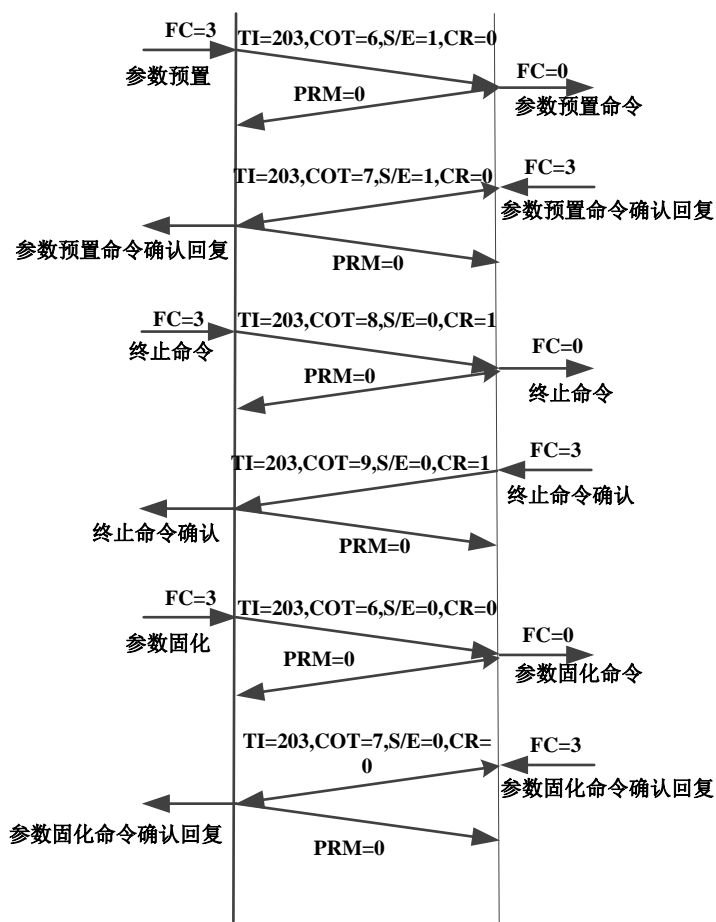 FC=3
TI=203,COT=6,S/E=1,CR=0
参数预置
FC=0
PRM=0
参数预置命令
TI=203,COT=7,S/E=1,CR=0
FC=3
参数预置命令确认回复
参数预置命令确认回复
PRM=0
FC=3
TI=203,COT=8,S/E=0,CR=1
终止命令
FC=0
PRM=0
终止命令
TI=203,COT=9,S/E=0,CR=1
FC=3
终止命令确认
终止命令确认
PRM=0
FC=3
TI=203,COT=6,S/E=0,CR=0
参数固化
FC=0
PRM=0
参数固化命令
TI=203,COT=7,S/E=0,CR=
0
FC=3
参数固化命令确认回复
参数固化命令确认回复
PRM=0